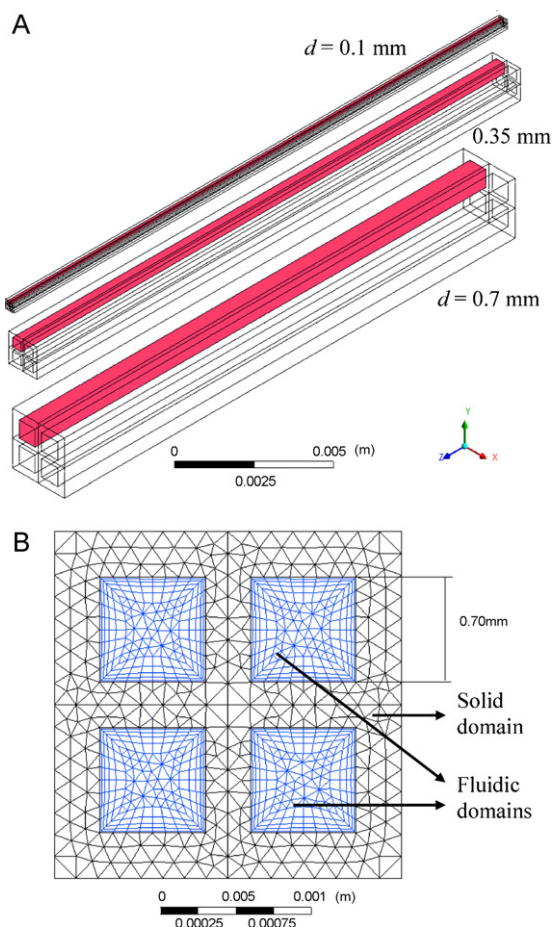 A
d = 0.1 mm
0.35 mm
d = 0.7 mm
0 0.005 (m)
0.0025
Y
Z X
B
0.70mm
Solid
domain
Fluidic
domains
0 0.005 0.001 (m)
0.00025 0.00075